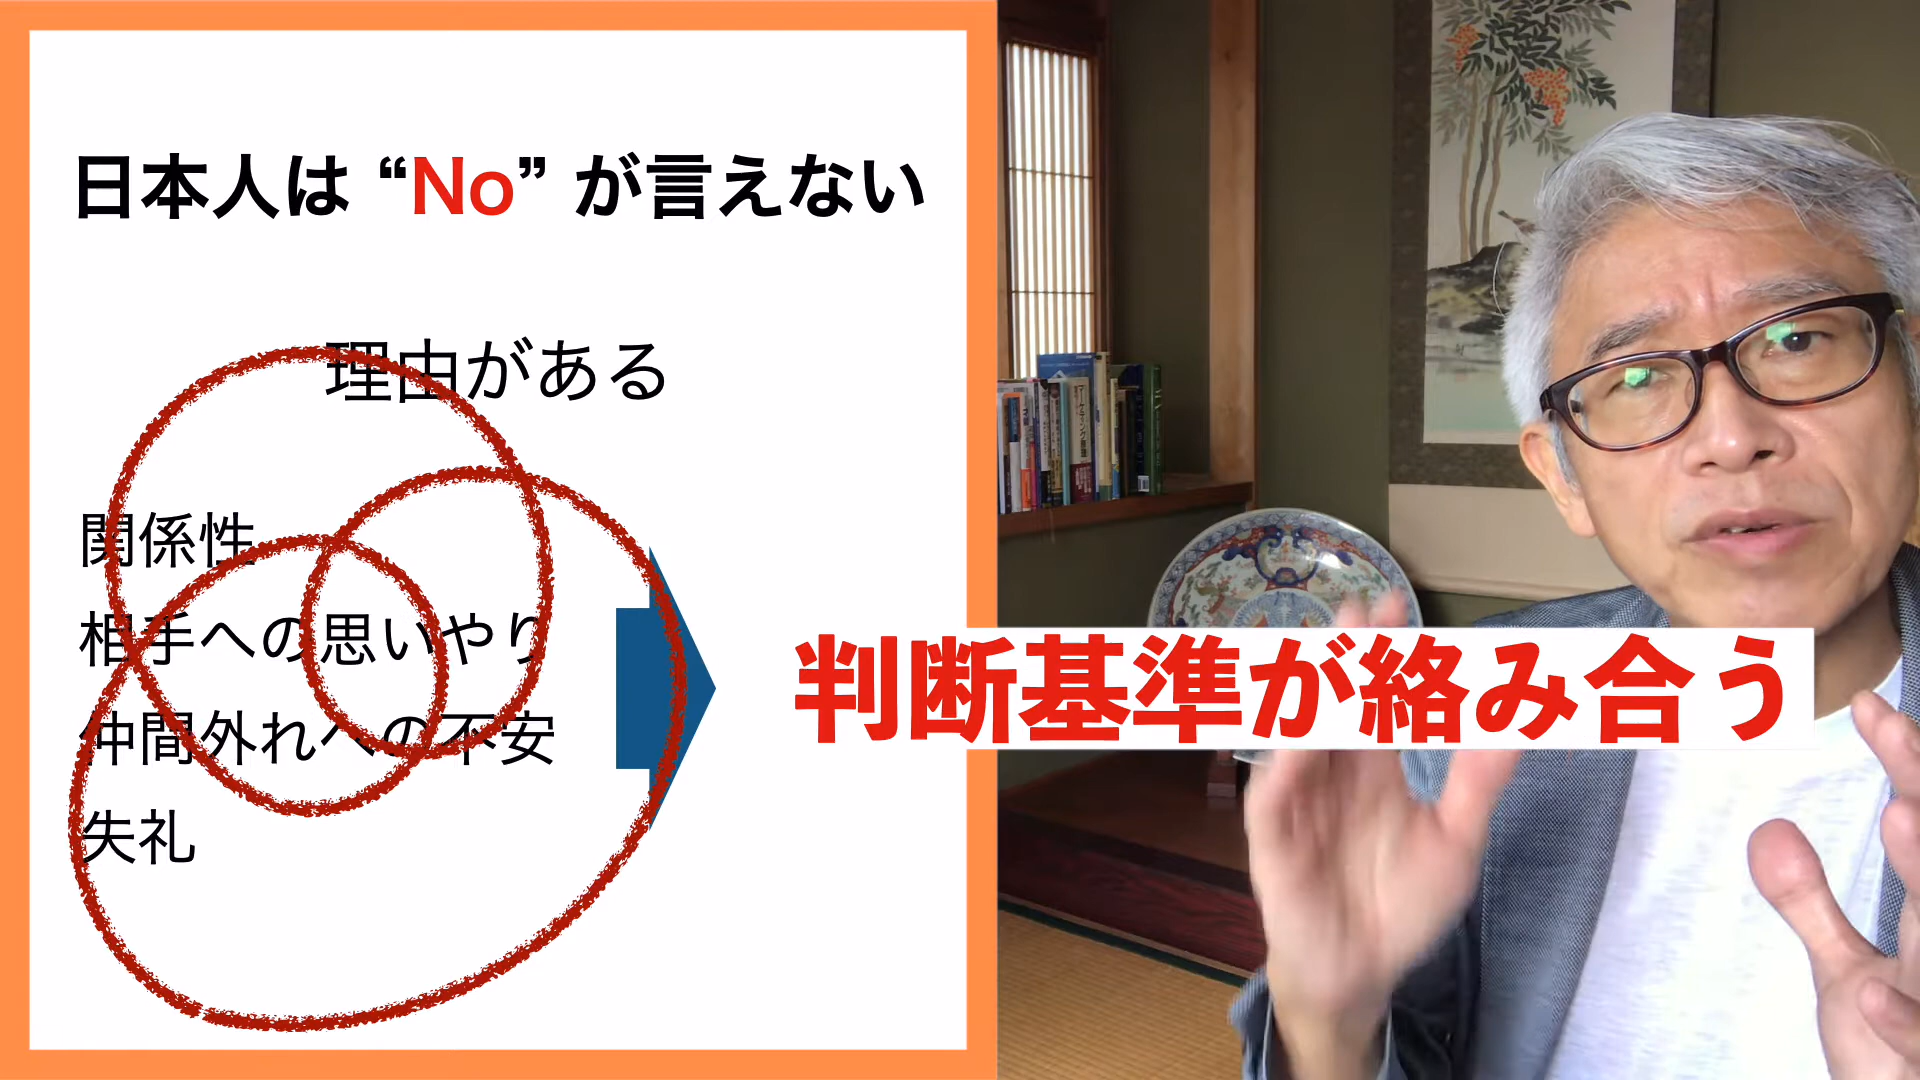 日本人は “No” が言えない
理由がある
関係性
相手への思いやり
仲間外れへの不安
失礼
判断基準が絡み合う